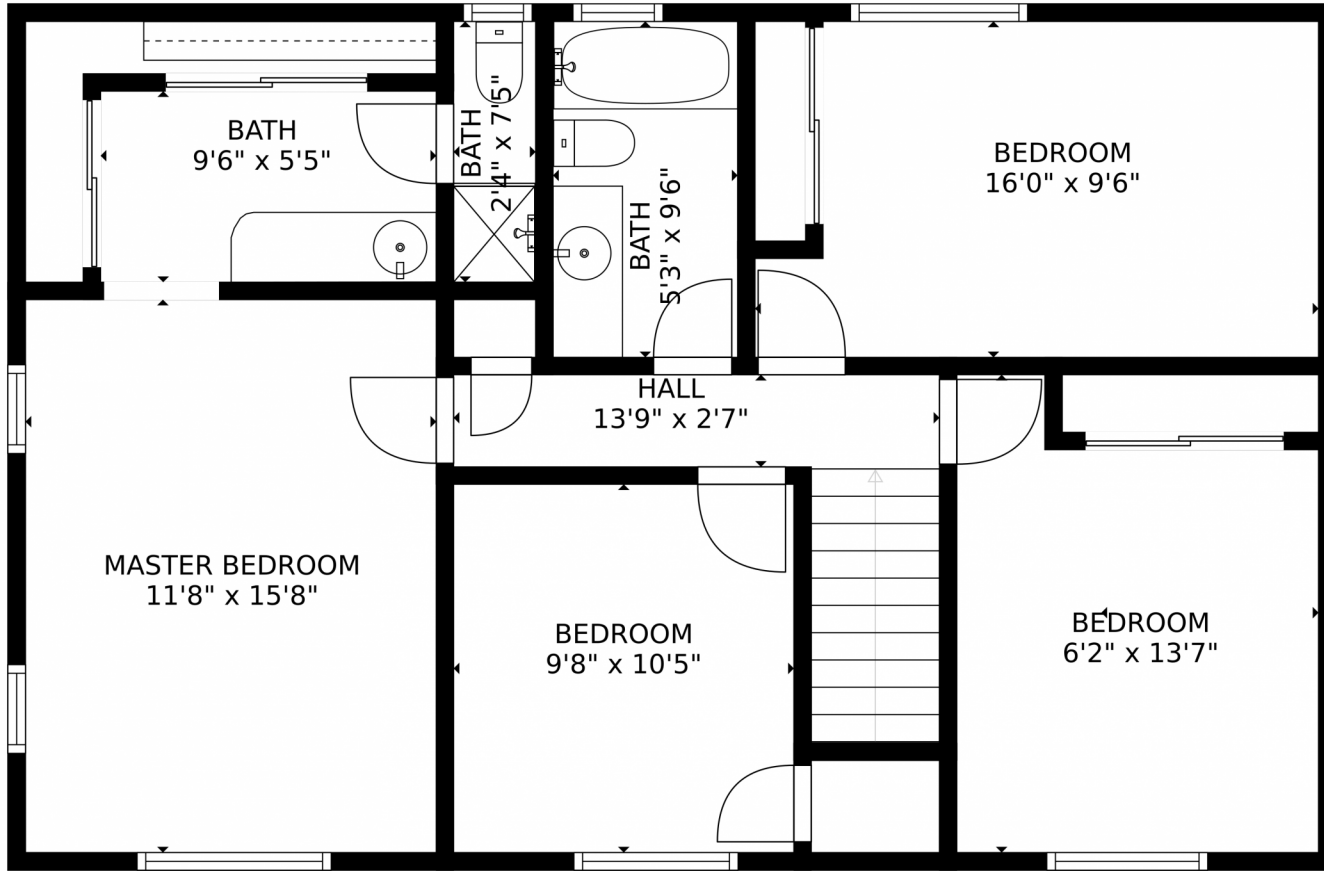 BATH
9'6" x 5'5"
BATH
2'4" x 7'5"
BATH
5'3" x 9'6"
BEDROOM
16'0" x 9'6"
HALL
13'9" x 2'7"
MASTER BEDROOM
11'8" x 15'8"
BEDROOM
9'8" x 10'5"
BEDROOM
6'2" x 13'7"